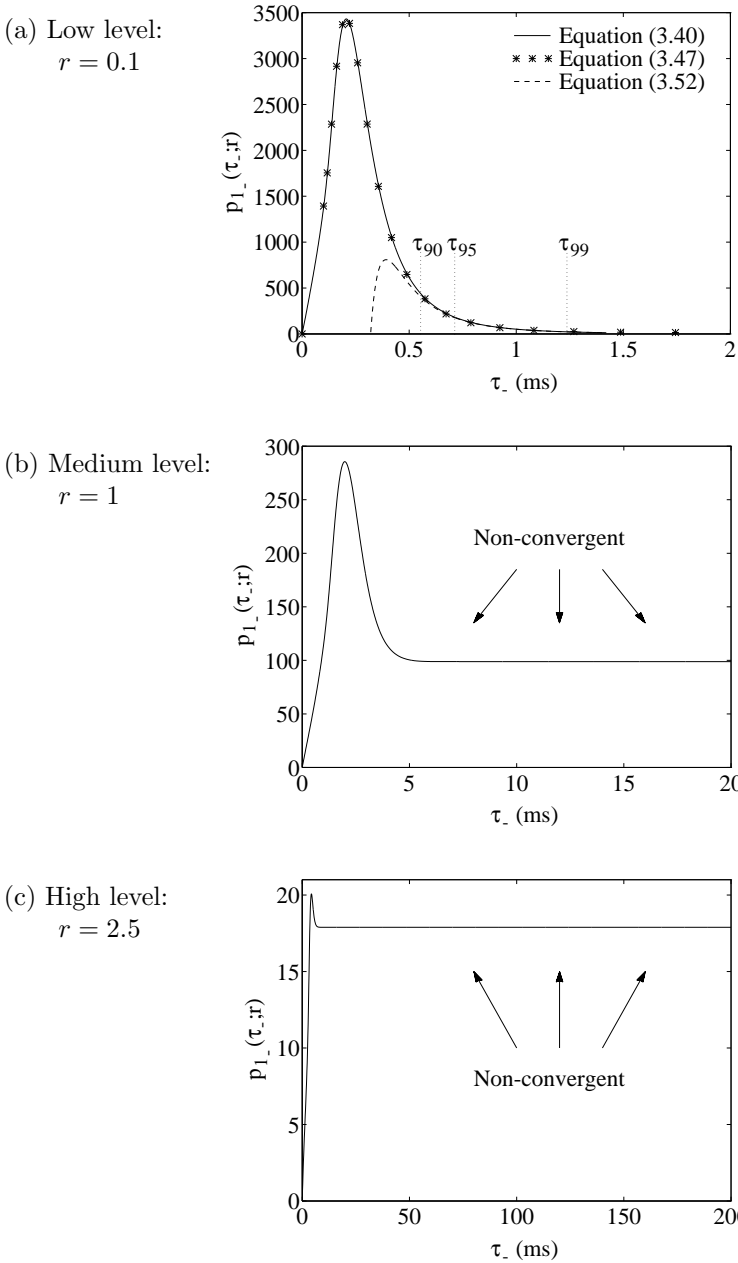 (a) Low level:
r = 0.1
3500
3000
2500
2000
1500
1000
500
0
p1_(τ_;r)
Equation (3.40)
Equation (3.47)
Equation (3.52)
τ90 τ95 τ99
0 0.5 1 1.5 2
τ_ (ms)
(b) Medium level:
r = 1
300
250
200
150
100
50
0
p1_(τ_;r)
Non-convergent
0 5 10 15 20
τ_ (ms)
(c) High level:
r = 2.5
20
15
10
5
0
p1_(τ_;r)
Non-convergent
0 50 100 150 200
τ_ (ms)